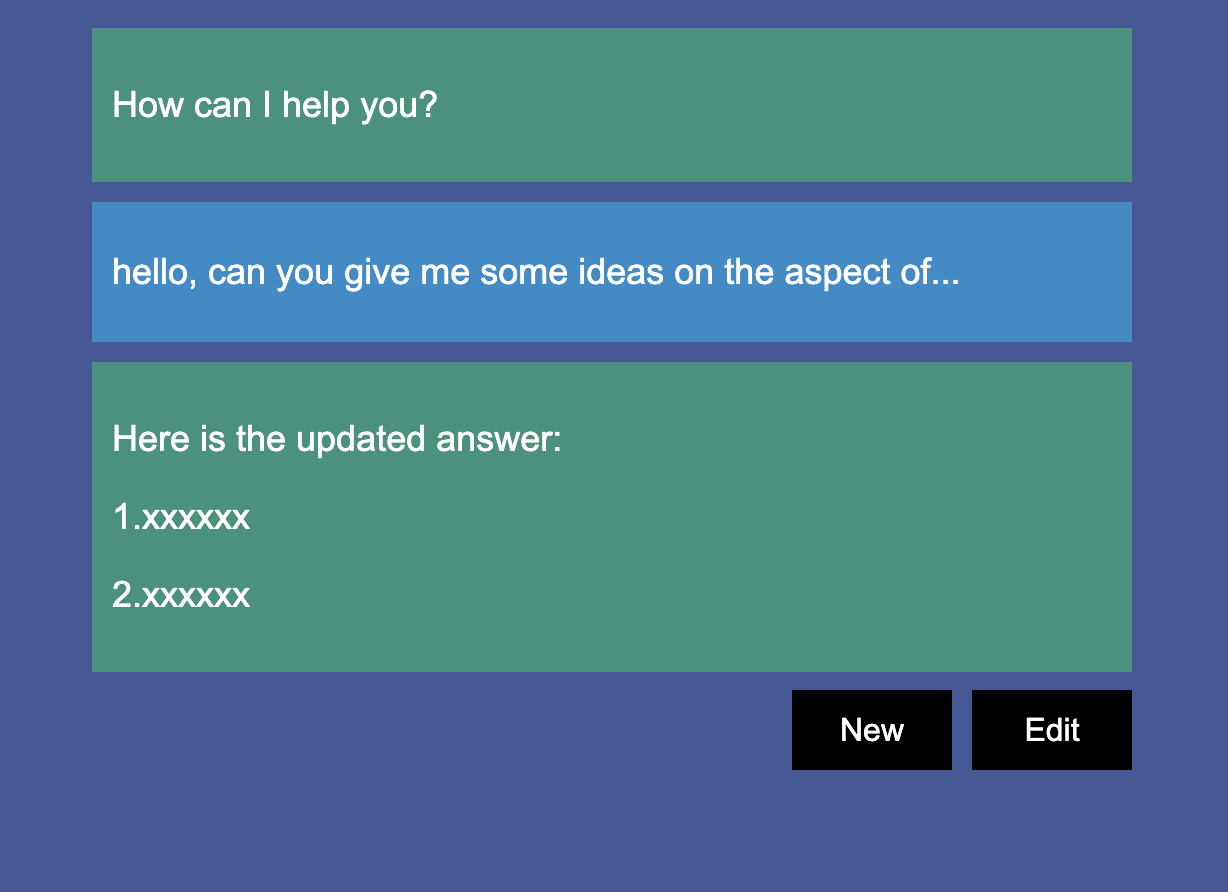 How can I help you?
hello, can you give me some ideas on the aspect of...
Here is the updated answer:
1.xxxxxx
2.xxxxxx
New Edit